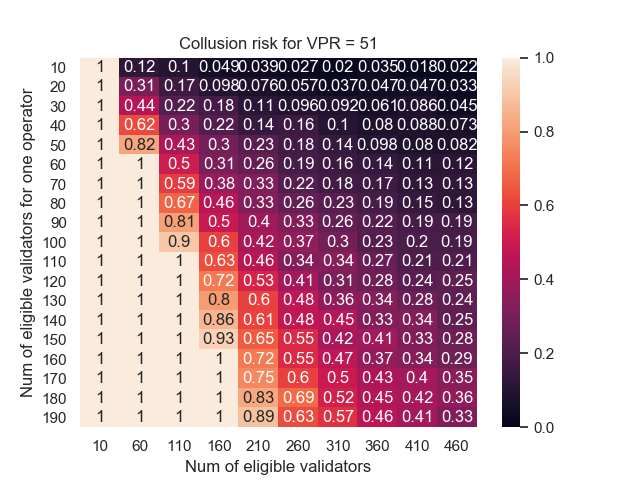 Collusion risk for VPR = 51
10 1 0.12 0.1 0.049 0.039 0.027 0.02 0.035 0.018 0.022 1.0
20 1 0.31 0.17 0.098 0.076 0.057 0.037 0.047 0.047 0.033
30 1 0.44 0.22 0.18 0.11 0.096 0.092 0.061 0.086 0.045
40 1 0.62 0.3 0.22 0.14 0.16 0.1 0.08 0.088 0.073
50 1 0.82 0.43 0.3 0.23 0.18 0.14 0.098 0.08 0.082 0.8
60 1 1 0.5 0.31 0.26 0.19 0.16 0.14 0.11 0.12
70 1 1 0.59 0.38 0.33 0.22 0.18 0.17 0.13 0.13
80 1 1 0.67 0.46 0.33 0.26 0.23 0.19 0.15 0.13 0.6
90 1 1 0.81 0.5 0.4 0.33 0.26 0.22 0.19 0.19
100 1 1 0.9 0.6 0.42 0.37 0.3 0.23 0.2 0.19
110 1 1 1 0.63 0.46 0.34 0.34 0.27 0.21 0.21
120 1 1 1 0.72 0.53 0.41 0.31 0.28 0.24 0.25 0.4
130 1 1 1 0.8 0.6 0.48 0.36 0.34 0.28 0.24
140 1 1 1 0.86 0.61 0.48 0.45 0.33 0.34 0.25
150 1 1 1 0.93 0.65 0.55 0.42 0.41 0.33 0.28
160 1 1 1 1 0.72 0.55 0.47 0.37 0.34 0.29 0.2
170 1 1 1 1 0.75 0.6 0.5 0.43 0.4 0.35
180 1 1 1 1 0.83 0.69 0.52 0.45 0.42 0.36
190 1 1 1 1 0.89 0.63 0.57 0.46 0.41 0.33 0.0
10 60 110 160 210 260 310 360 410 460
Num of eligible validators
Num of eligible validators for one operator